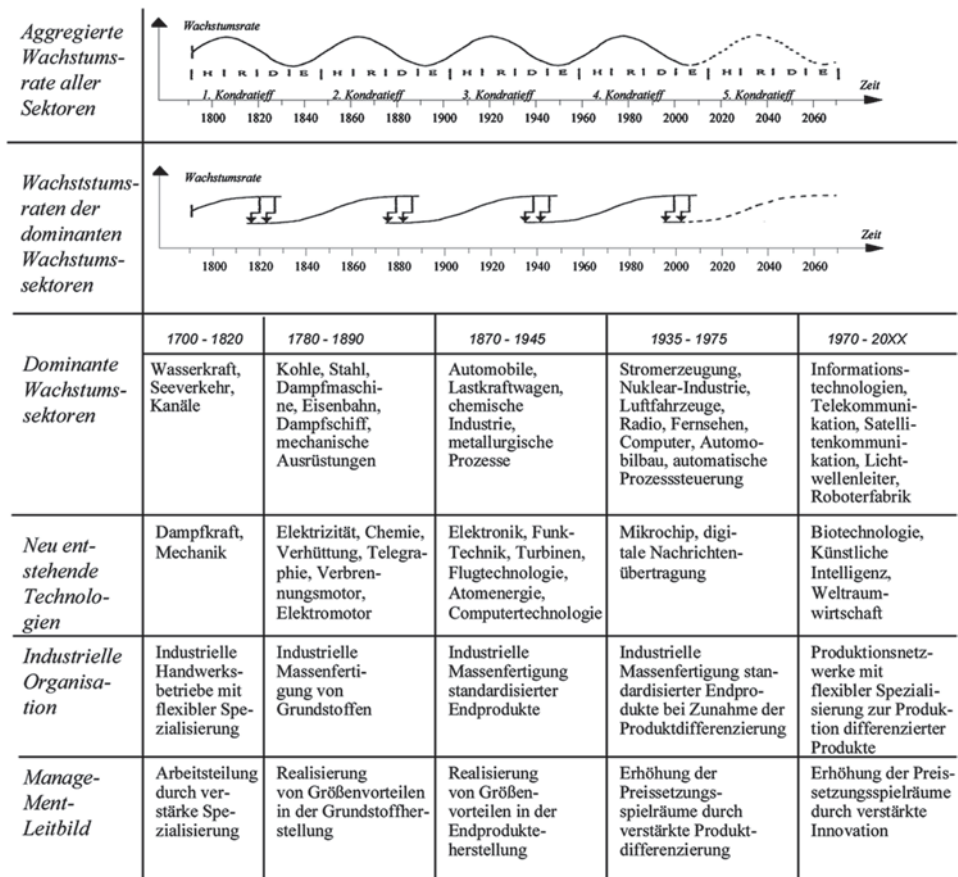 Aggregierte
Wachstums-
rate aller
Sektoren
Wachstumsrate
H I R I D I E I H I R I D I E I H I R I D I E I H I R I D I E I H I R I D I E
1. Kondratieff 2. Kondratieff 3. Kondratieff 4. Kondratieff 5. Kondratieff
Zeit
1800 1820 1840 1860 1880 1900 1920 1940 1960 1980 2000 2020 2040 2060
Wachststums-
raten der
dominanten
Wachstums-
sektoren
Wachstumsrate
Zeit
1800 1820 1840 1860 1880 1900 1920 1940 1960 1980 2000 2020 2040 2060
Dominante
Wachstums-
sektoren
1700 - 1820
Wasserkraft,
Seeverkehr,
Kanäle
1780 - 1890
Kohle, Stahl,
Dampfmaschi-
ne, Eisenbahn,
Dampfschiff,
mechanische
Ausrüstungen
1870 - 1945
Automobile,
Lastkraftwagen,
chemische
Industrie,
metallurgische
Prozesse
1935 - 1975
Stromerzeugung,
Nuklear-Industrie,
Luftfahrzeuge,
Radio, Fernsehen,
Computer, Automo-
bilbau, automatische
Prozesssteuerung
1970 - 20XX
Informations-
technologien,
Telekommuni-
kation, Satelli-
tenkommuni-
kation, Licht-
wellenleiter,
Roboterfabrik
Neu ent-
stehende
Technolo-
gien
Dampfkraft,
Mechanik
Elektrizität, Chemie,
Verhüttung, Telegra-
phie, Verbren-
nungsmotor,
Elektromotor
Elektronik, Funk-
Technik, Turbinen,
Flugtechnologie,
Atomenergie,
Computertechnologie
Mikrochip, digi-
tale Nachrichten-
übertragung
Biotechnologie,
Künstliche
Intelligenz,
Weltraum-
wirtschaft
Industrielle
Organisa-
tion
Industrielle
Handwerks-
betriebe mit
flexibler Spe-
zialisierung
Industrielle
Massenferti-
gung von
Grundstoffen
Industrielle
Massenfertigung
standardisierter
Endprodukte
Industrielle
Massenfertigung stan-
dardisierter Endpro-
dukte bei Zunahme der
Produktdifferenzierung
Produktionsnetz-
werke mit
flexibler Speziali-
sierung zur Produk-
tion differenzierter
Produkte
Manage-
Ment-
Leitbild
Arbeitsteilung
durch ver-
stärke Spe-
zialisierung
Realisierung
von Größenvorteilen
in der Grundstoffher-
stellung
Realisierung
von Größen-
vorteilen in der
Endprodukte-
herstellung
Erhöhung der
Preissetzungs-
spielräume durch
verstärkte Produkt-
differenzierung
Erhöhung der Preis-
setzungsspielräume
durch verstärkte
Innovation